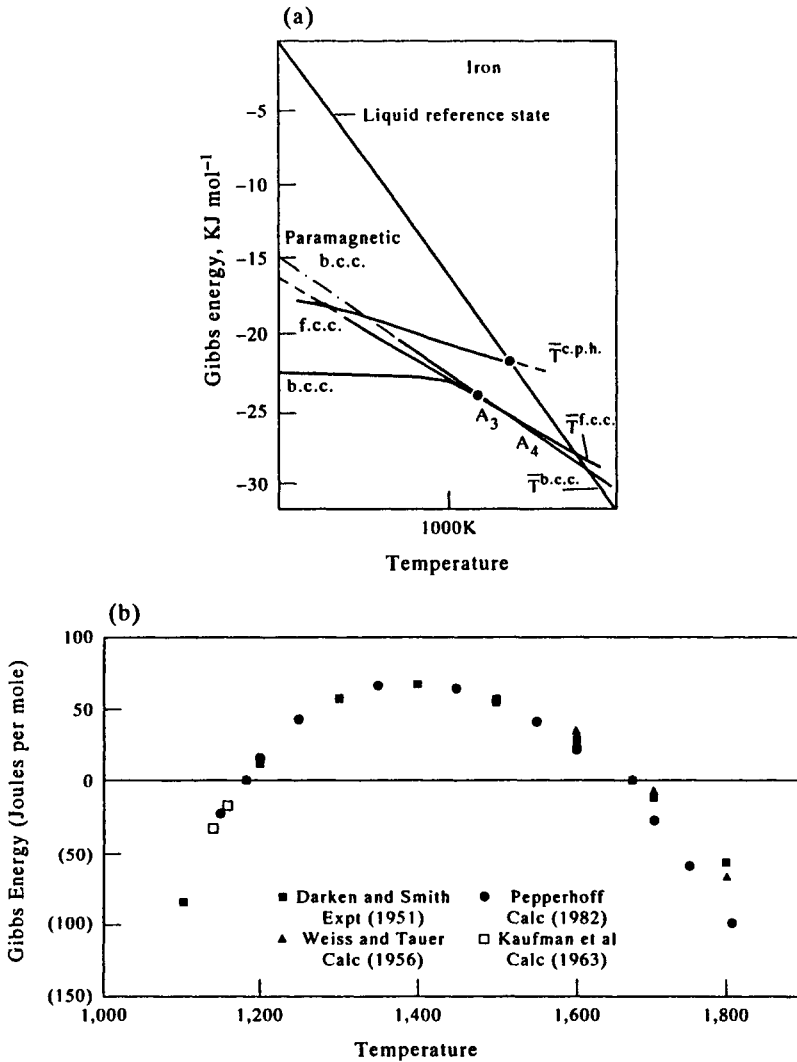 (a)
Iron
Liquid reference state
Gibbs energy, KJ mol⁻¹
-5
-10
-15
-20
-25
-30
Paramagnetic
b.c.c.
f.c.c.
b.c.c.
T̿ c.p.h.
A₃
A₄
T̿ f.c.c.
T̿ b.c.c.
1000K
Temperature
(b)
Gibbs Energy (Joules per mole)
100
50
0
(50)
(100)
(150)
Darken and Smith
Expt (1951)
Pepperhoff
Calc (1982)
Weiss and Tauer
Calc (1956)
Kaufman et al
Calc (1963)
1,000
1,200
1,400
1,600
1,800
Temperature